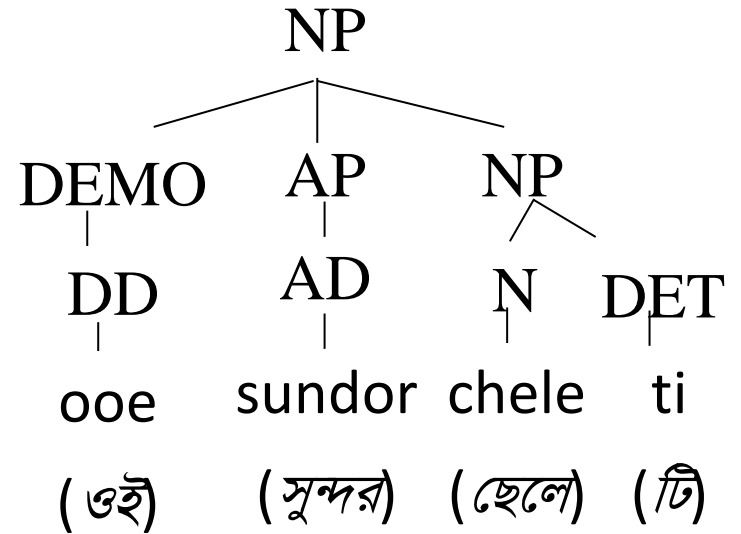 NP
DEMO AP NP
DD AD N DET
ooe sundor chele ti
(ওই) (সুন্দর) (ছেলে) (টি)